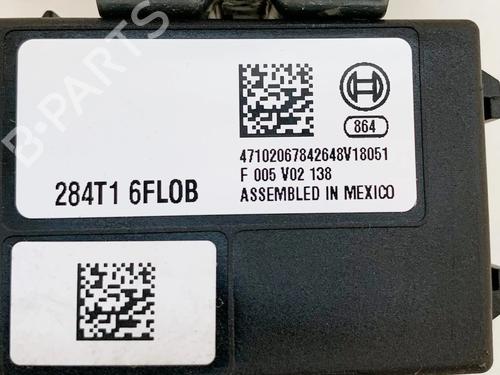 B-PARTS
864
47102067842648V18051
F 005 V02 138
ASSEMBLED IN MEXICO
284T1 6FL0B